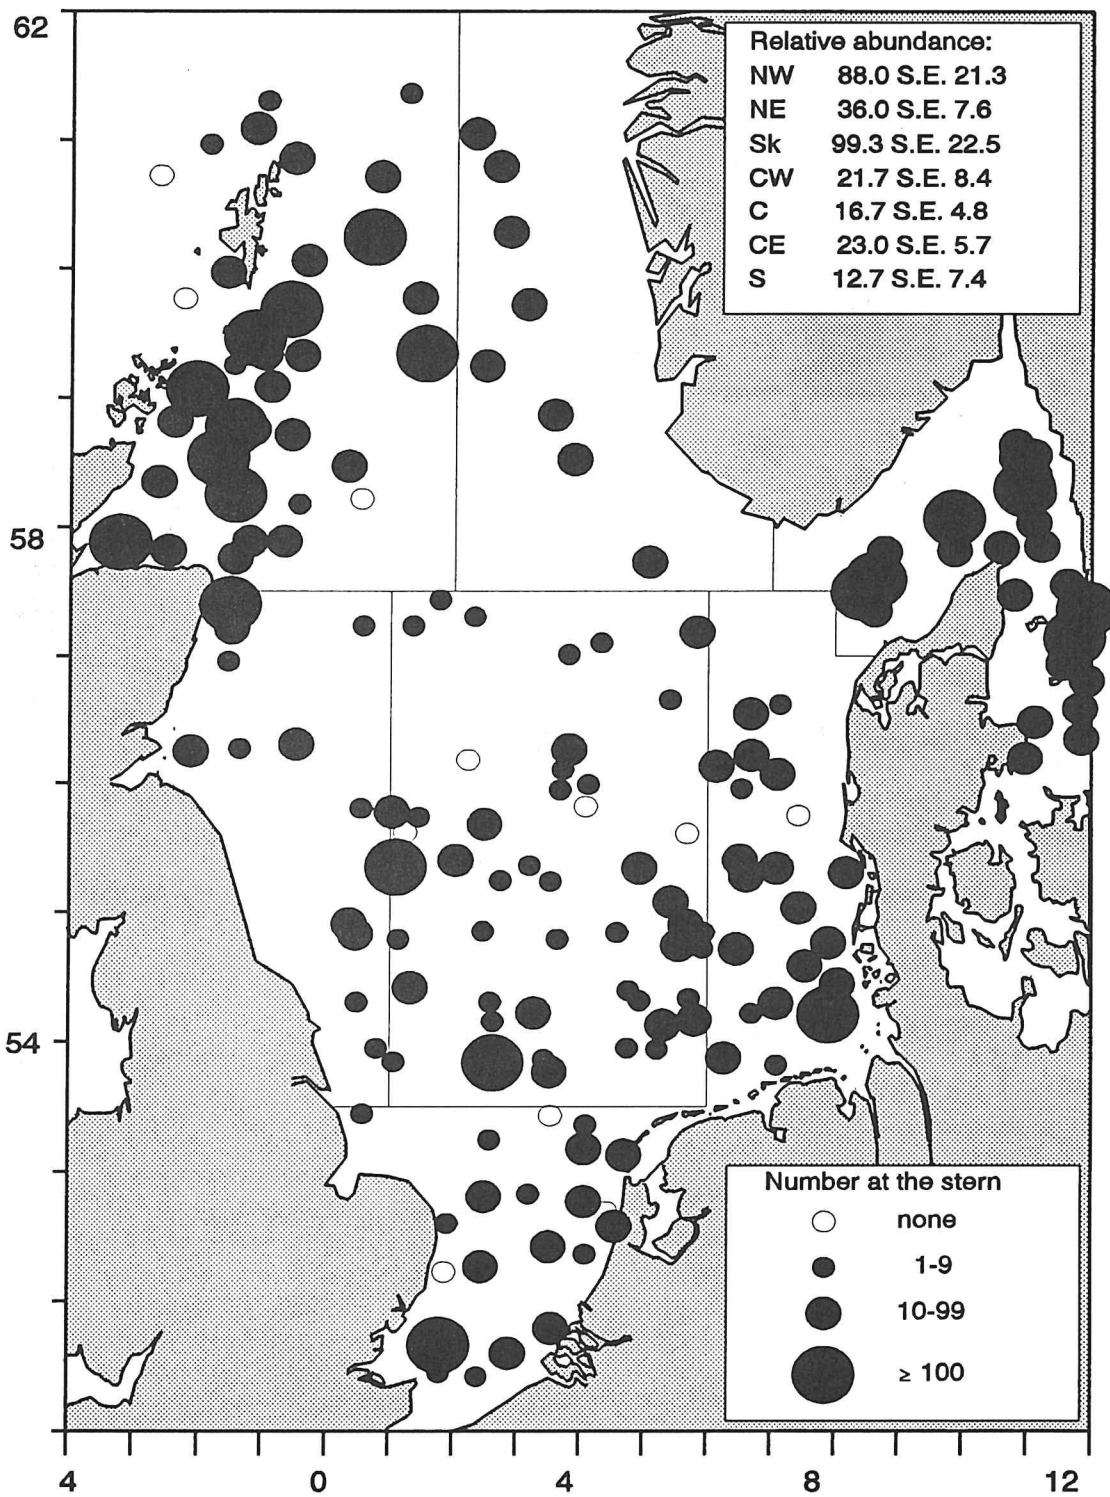 62
Relative abundance:
NW 88.0 S.E. 21.3
NE 36.0 S.E. 7.6
Sk 99.3 S.E. 22.5
CW 21.7 S.E. 8.4
C 16.7 S.E. 4.8
CE 23.0 S.E. 5.7
S 12.7 S.E. 7.4
58
54
Number at the stern
none
1-9
10-99
≥ 100
4 0 4 8 12